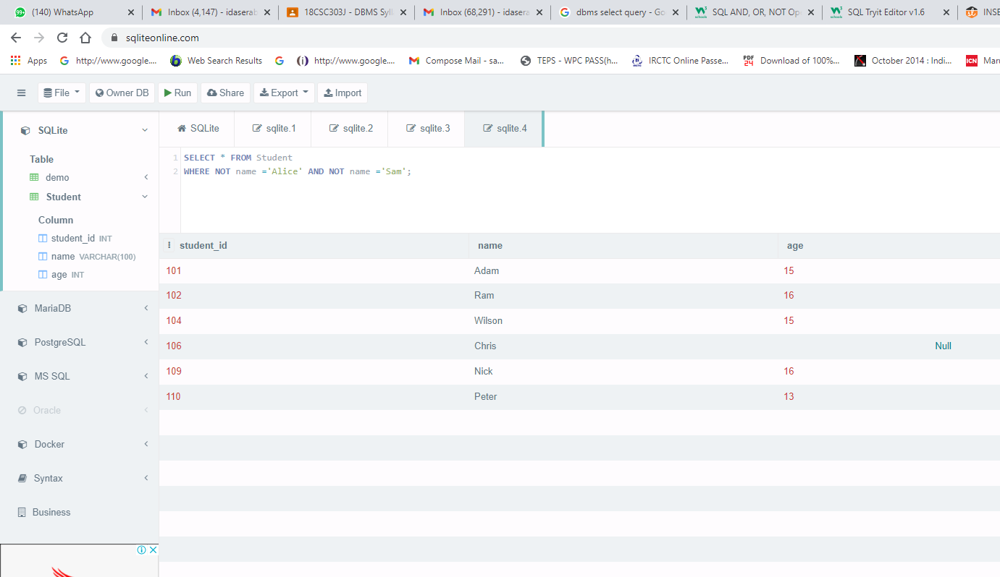 (140) WhatsApp
Inbox (4,147) - idaserab
18CSC303J - DBMS Syll
Inbox (68,291) - idasera
dbms select query - Go
SQL AND, OR, NOT Op
SQL Tryit Editor v1.6
INSE
sqliteonline.com
Apps
http://www.google....
Web Search Results
http://www.google....
Compose Mail - sa...
TEPS - WPC PASS(h...
IRCTC Online Passe...
PDF 24
Download of 100%...
October 2014 : Indi...
ICN
Maru
File
Owner DB
Run
Share
Export
Import
SQLite
SQLite
sqlite.1
sqlite.2
sqlite.3
sqlite.4
Table
demo
Student
Column
student_id INT
name VARCHAR(100)
age INT
MariaDB
PostgreSQL
MS SQL
Oracle
Docker
Syntax
Business
1 SELECT * FROM Student
2 WHERE NOT name ='Alice' AND NOT name ='Sam';
student_id name age
101 Adam 15
102 Ram 16
104 Wilson 15
106 Chris Null
109 Nick 16
110 Peter 13